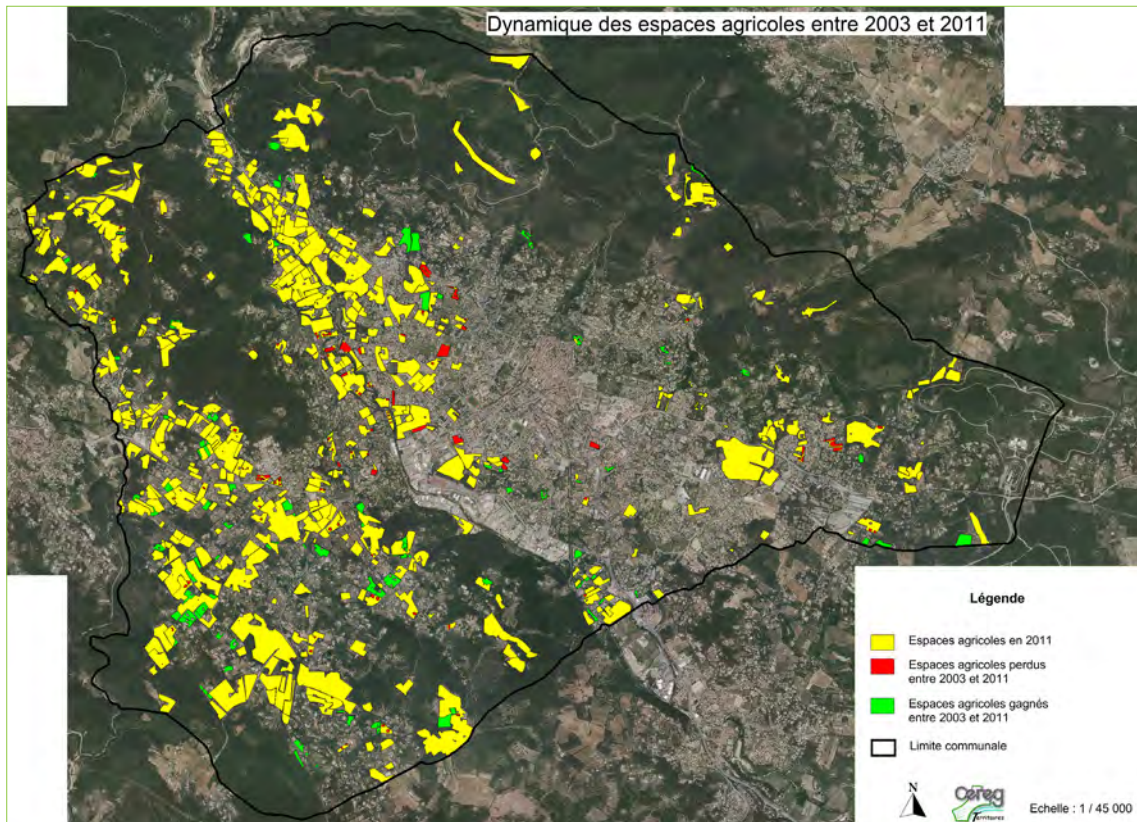 Dynamique des espaces agricoles entre 2003 et 2011
Légende
Espaces agricoles en 2011
Espaces agricoles perdus
entre 2003 et 2011
Espaces agricoles gagnés
entre 2003 et 2011
Limite communale
N
Cereg
Territoires
Echelle : 1 / 45 000